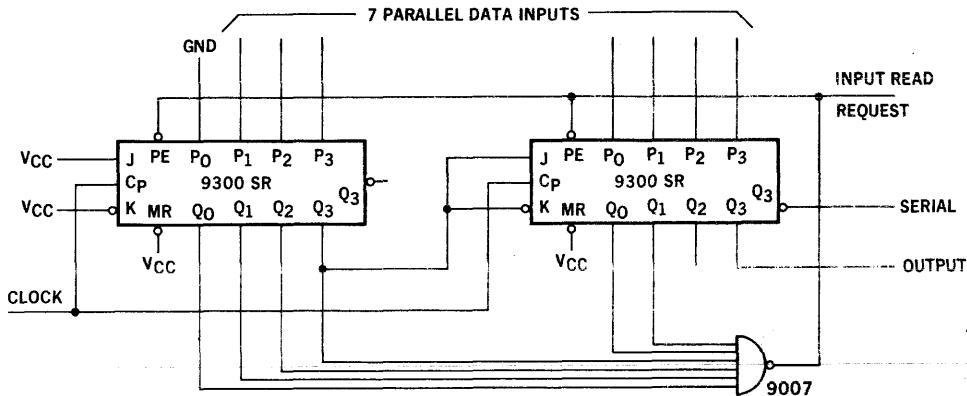 7 PARALLEL DATA INPUTS
GND
INPUT READ
REQUEST
VCC
J PE P0 P1 P2 P3
CP 9300 SR Q3
VCC
K MR Q0 Q1 Q2 Q3
VCC
J PE P0 P1 P2 P3
CP 9300 SR Q3
K MR Q0 Q1 Q2 Q3
VCC
SERIAL
OUTPUT
CLOCK
9007